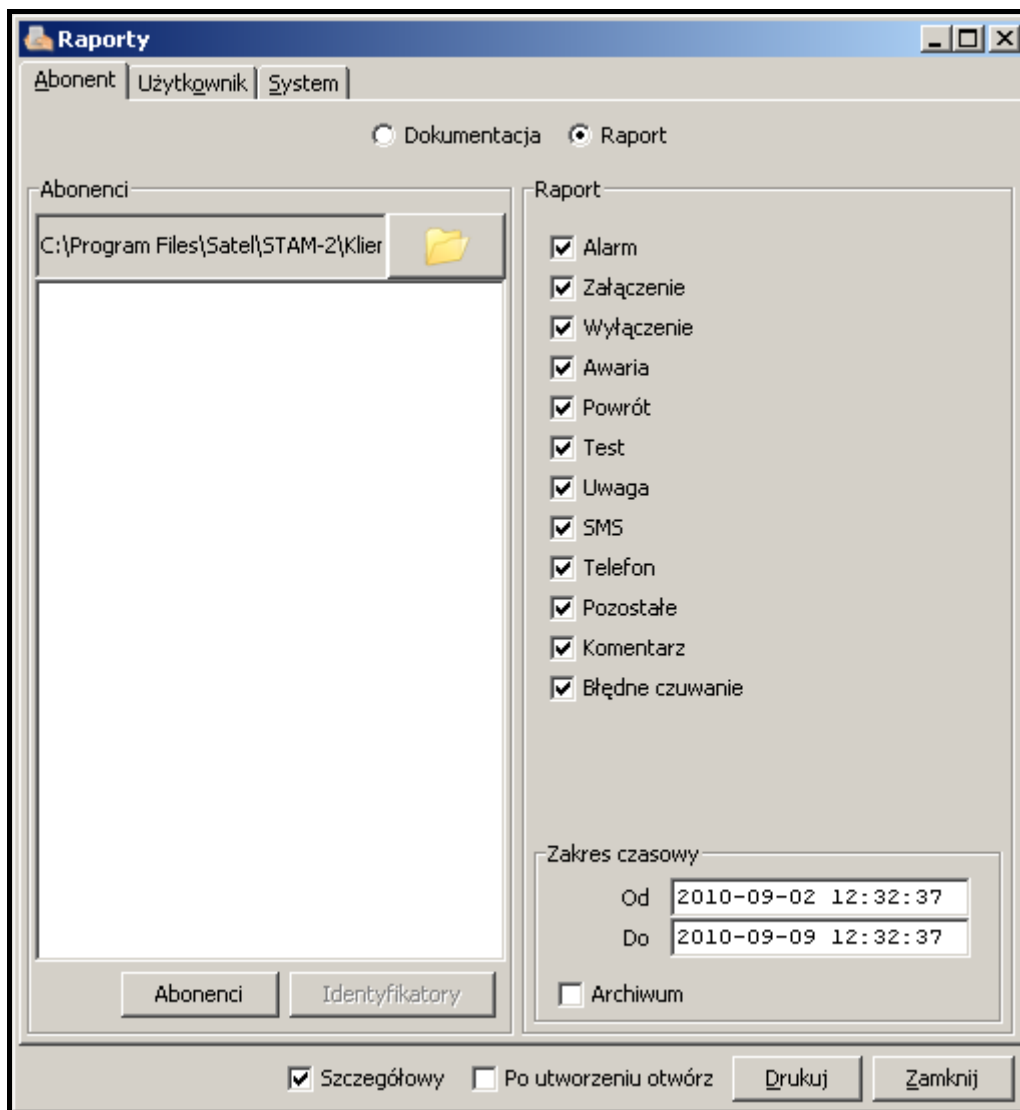 Raporty
Abonent Użytkownik System
Dokumentacja Raport
Abonenci
C:\Program Files\Satel\STAM-2\Klier
Abonenci Identyfikatory
Raport
Alarm
Załączenie
Wyłączenie
Awaria
Powrót
Test
Uwaga
SMS
Telefon
Pozostałe
Komentarz
Błędne czuwanie
Zakres czasowy
Od 2010-09-02 12:32:37
Do 2010-09-09 12:32:37
Archiwum
Szczegółowy Po utworzeniu otwórz Drukuj Zamknij